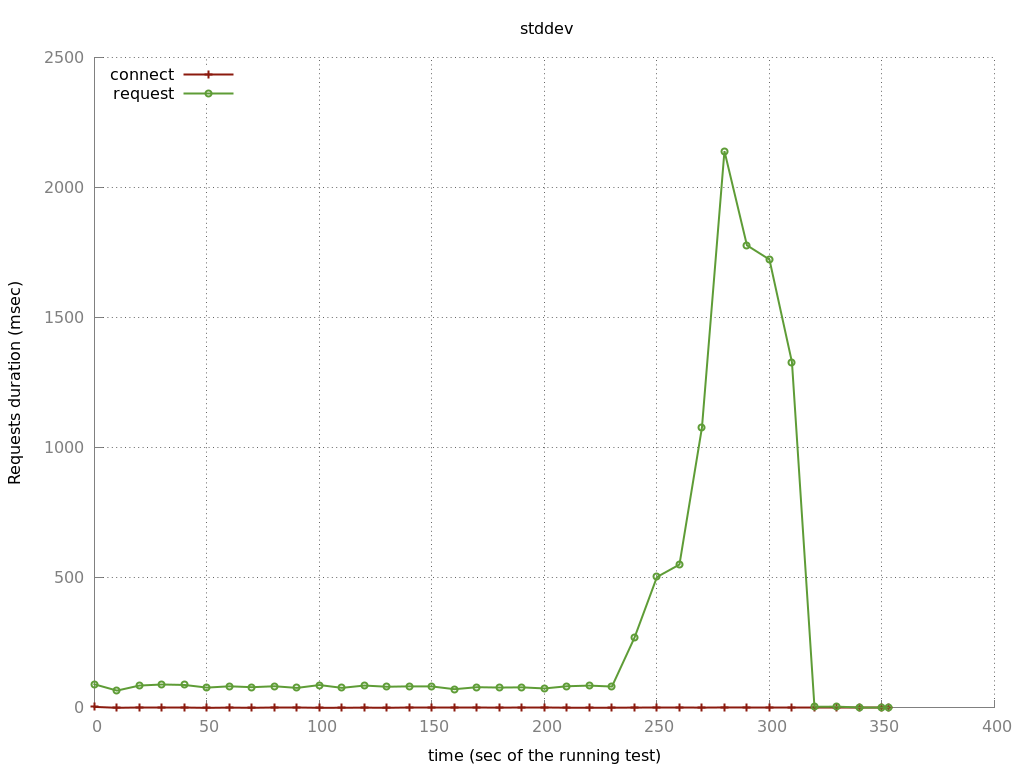 stddev
2500
2000
1500
1000
500
0
connect
request
Requests duration (msec)
0 50 100 150 200 250 300 350 400
time (sec of the running test)